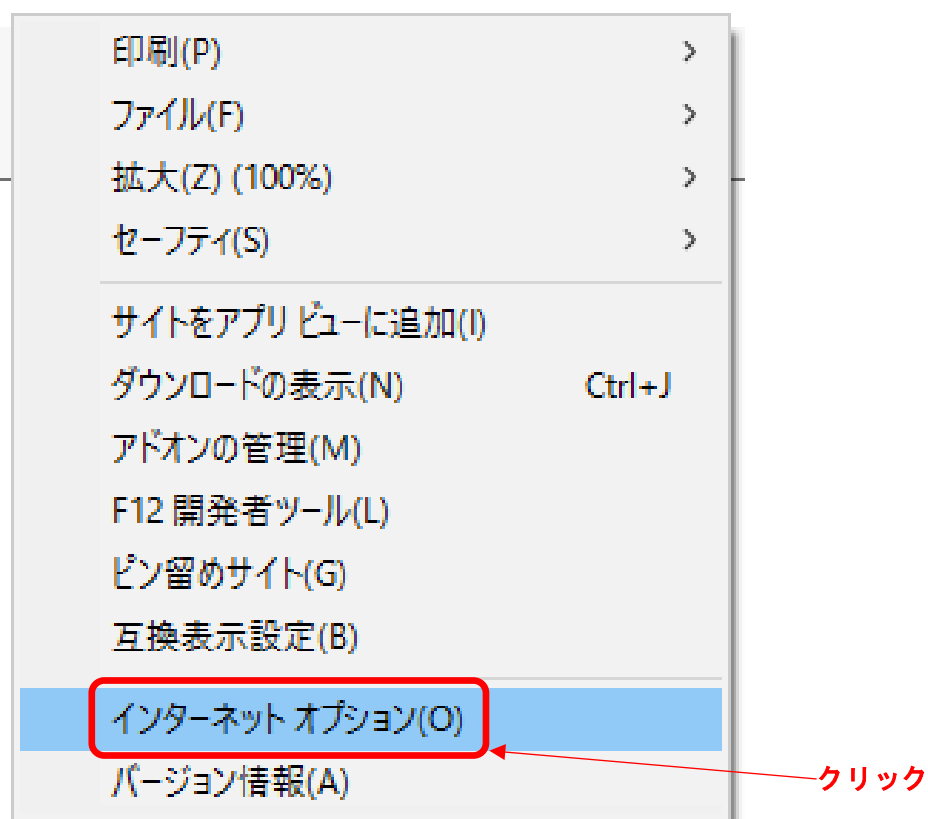 印刷(P)
ファイル(F)
拡大(Z) (100%)
セーフティ(S)
サイトをアプリ ビューに追加(I)
ダウンロードの表示(N) Ctrl+J
アドオンの管理(M)
F12 開発者ツール(L)
ピン留めサイト(G)
互換表示設定(B)
インターネット オプション(O)
バージョン情報(A)
クリック